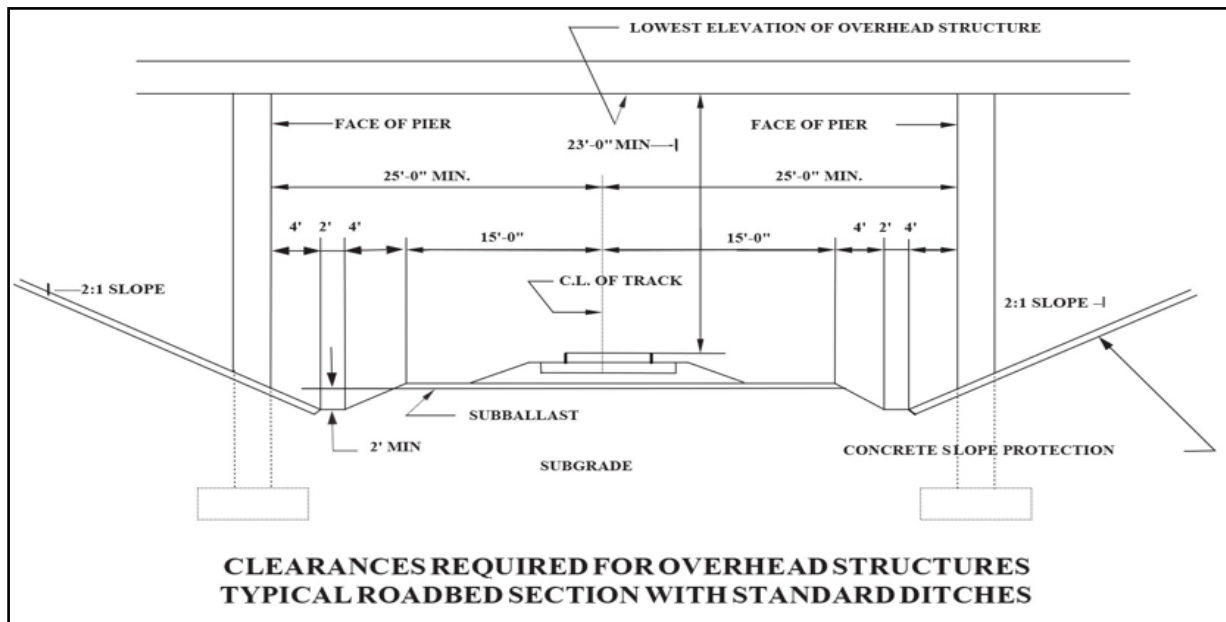 LOWEST ELEVATION OF OVERHEAD STRUCTURE
FACE OF PIER
FACE OF PIER
23'-0" MIN
25'-0" MIN.
25'-0" MIN.
4'
2'
4'
15'-0"
15'-0"
4'
2'
4'
C.L. OF TRACK
2:1 SLOPE
2:1 SLOPE
SUBBALLAST
2' MIN
CONCRETE SLOPE PROTECTION
SUBGRADE
CLEARANCES REQUIRED FOR OVERHEAD STRUCTURES
TYPICAL ROADBED SECTION WITH STANDARD DITCHES